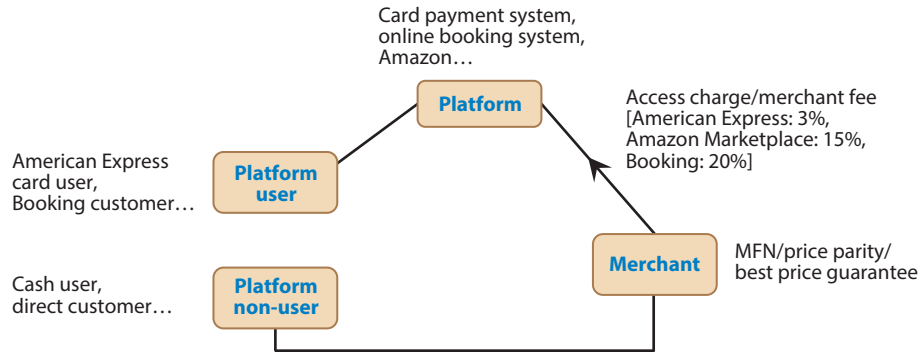 Card payment system,
online booking system,
Amazon…
Platform
Access charge/merchant fee
[American Express: 3%,
Amazon Marketplace: 15%,
Booking: 20%]
American Express
card user,
Booking customer…
Platform
user
Merchant
MFN/price parity/
best price guarantee
Cash user,
direct customer…
Platform
non-user